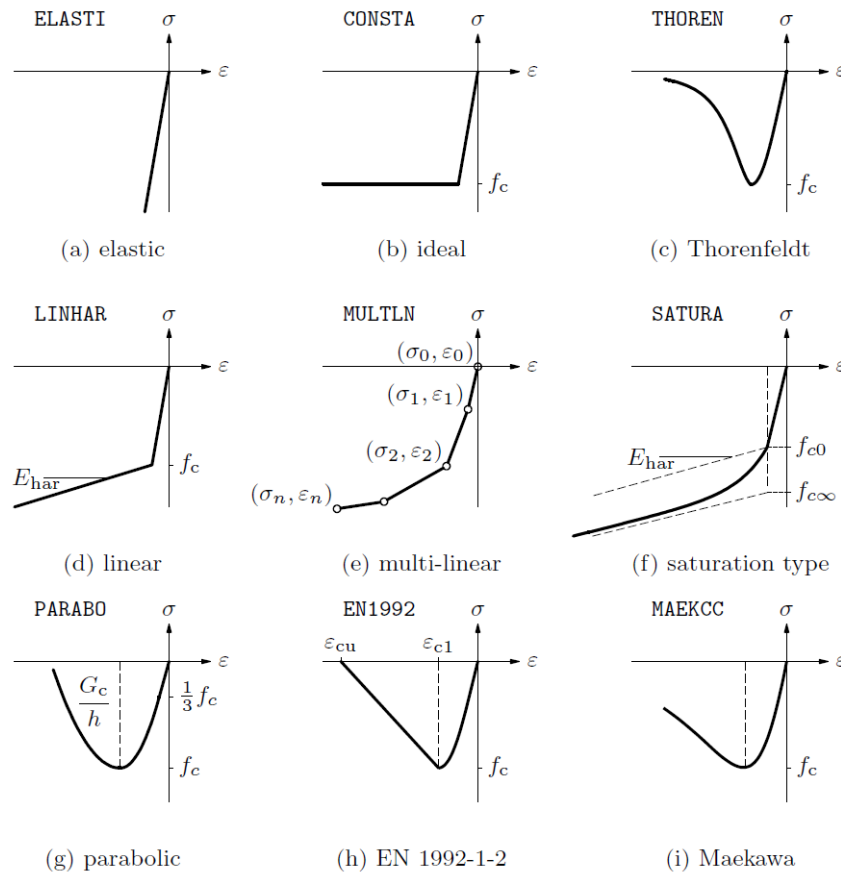 ELASTI σ
ε
(a) elastic
CONSTA σ
ε
f_c
(b) ideal
THOREN σ
ε
f_c
(c) Thorenfeldt
LINHAR σ
ε
f_c
E_har
(d) linear
MULTLN σ
ε
(σ_0, ε_0)
(σ_1, ε_1)
(σ_2, ε_2)
(σ_n, ε_n)
(e) multi-linear
SATURA σ
ε
f_c0
E_har
f_c∞
(f) saturation type
PARABO σ
ε
G_c
h
1/3 f_c
f_c
(g) parabolic
EN1992 σ
ε_cu ε_c1
ε
f_c
(h) EN 1992-1-2
MAEKCC σ
ε
f_c
(i) Maekawa